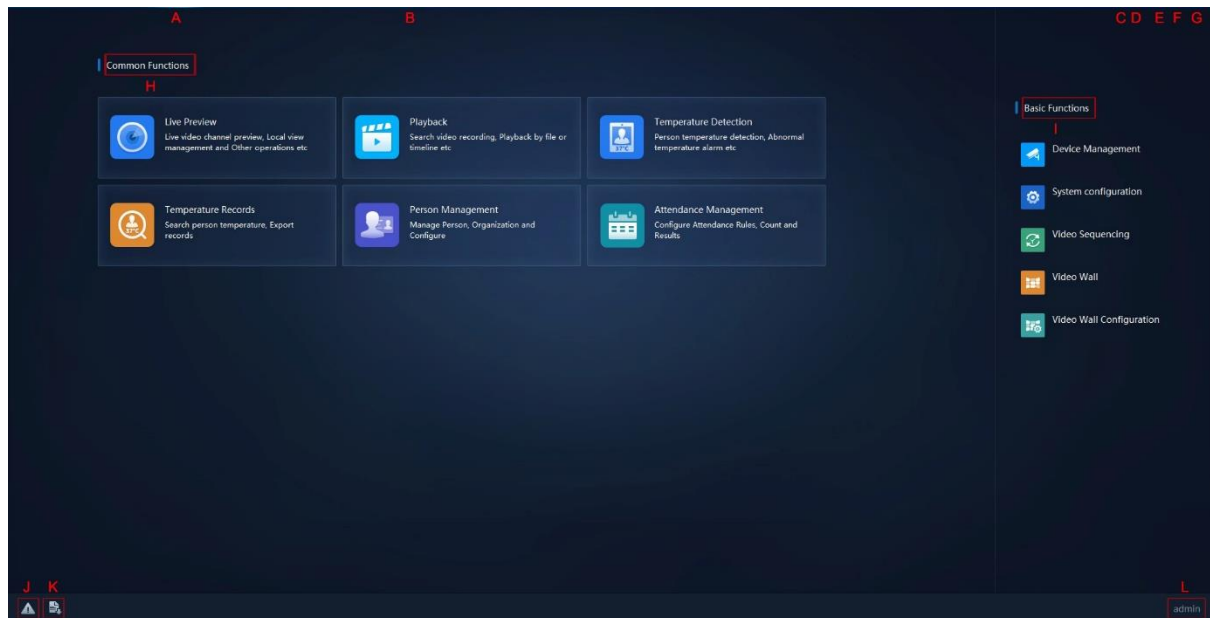 A B C D E F G
Common Functions
H
Live Preview
Live video channel preview, Local view
management and Other operations etc
Playback
Search video recording, Playback by file or
timeline etc
Temperature Detection
Person temperature detection, Abnormal
temperature alarm etc
37°C
Temperature Records
Search person temperature, Export
records
37°C
Person Management
Manage Person, Organization and
Configure
Attendance Management
Configure Attendance Rules, Count and
Results
Basic Functions
I
Device Management
System configuration
Video Sequencing
Video Wall
Video Wall Configuration
J K
L
admin